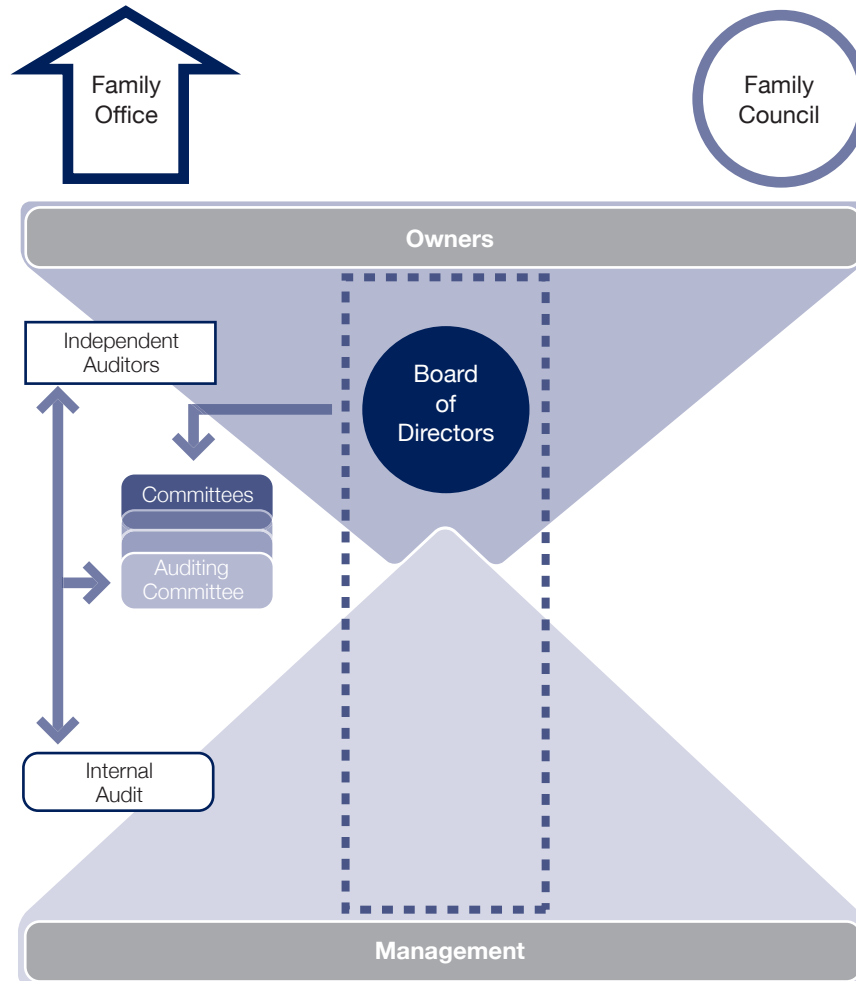 Family
Office
Family
Council
Owners
Independent
Auditors
Board
of
Directors
Committees
Auditing
Committee
Internal
Audit
Management